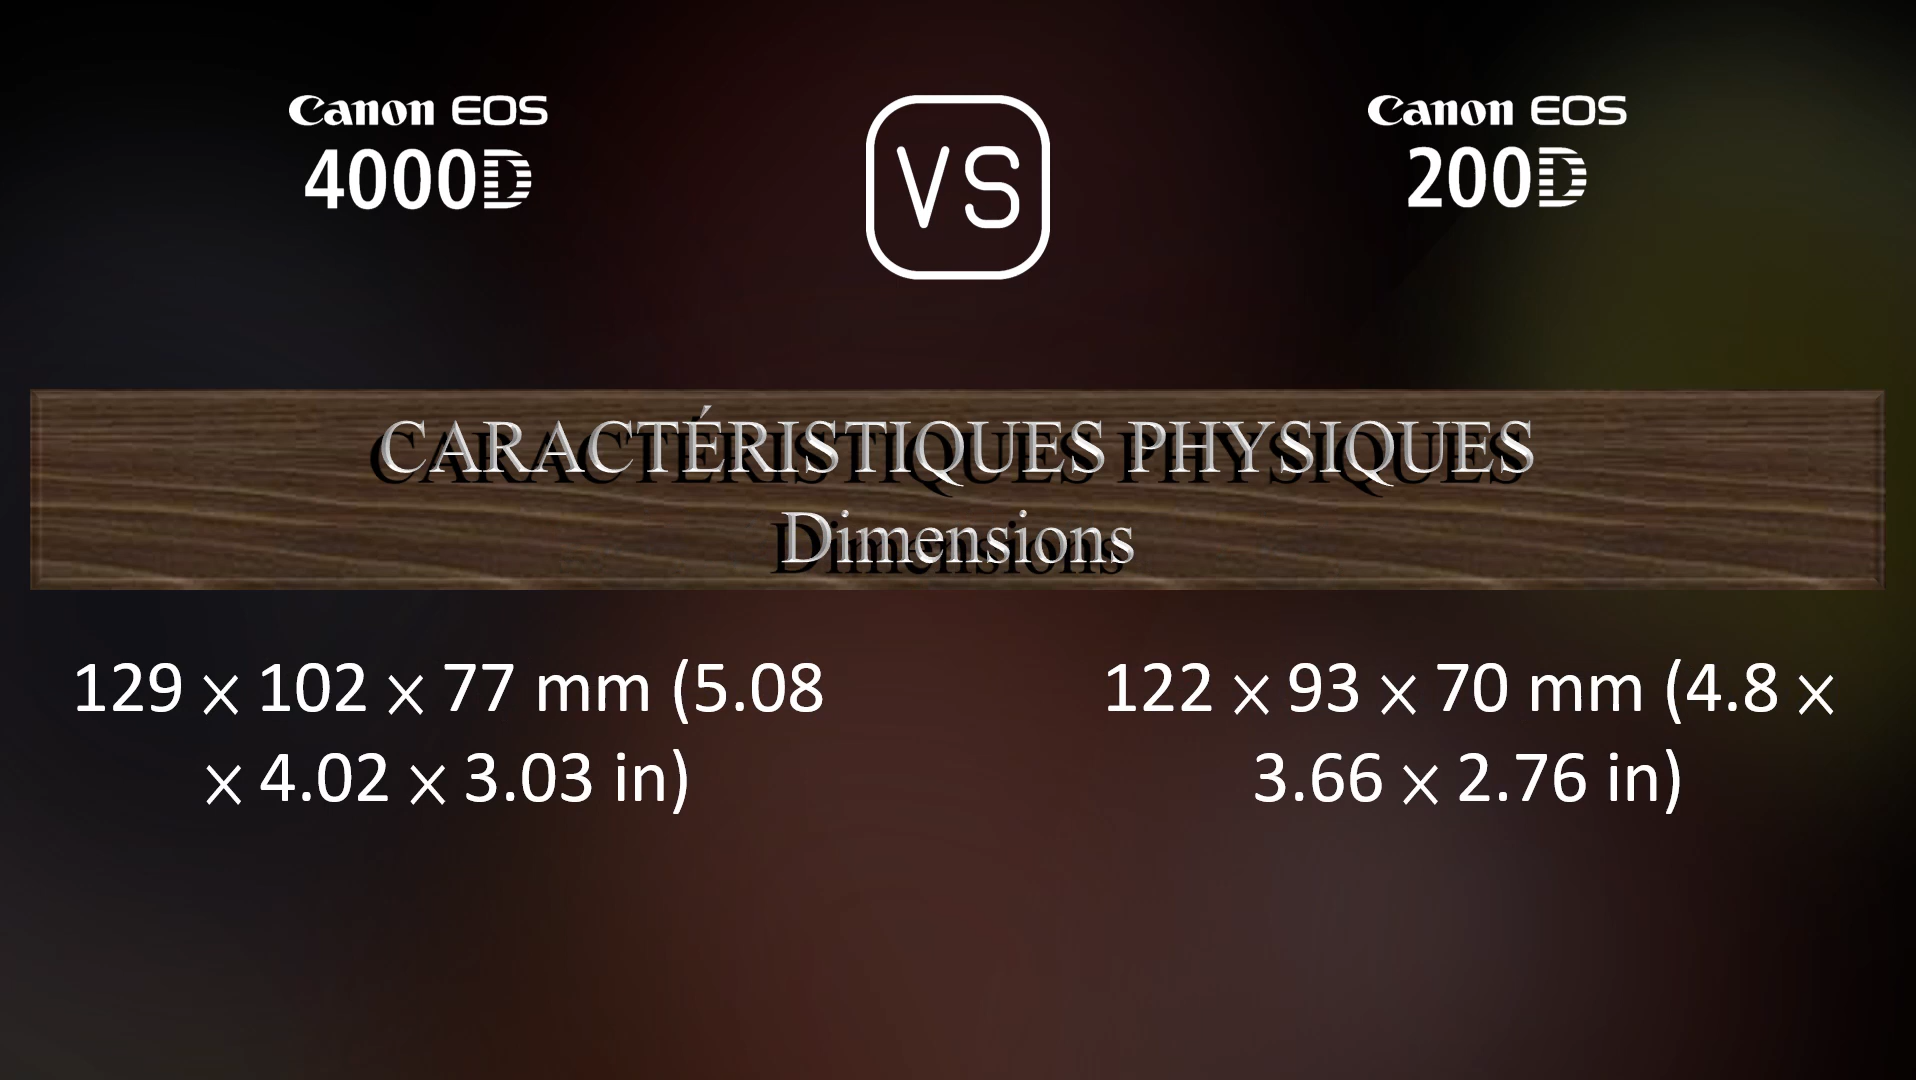 Canon EOS
4000D
VS
Canon EOS
200D
CARACTÉRISTIQUES PHYSIQUES
Dimensions
129 x 102 x 77 mm (5.08
x 4.02 x 3.03 in)
122 x 93 x 70 mm (4.8 x
3.66 x 2.76 in)